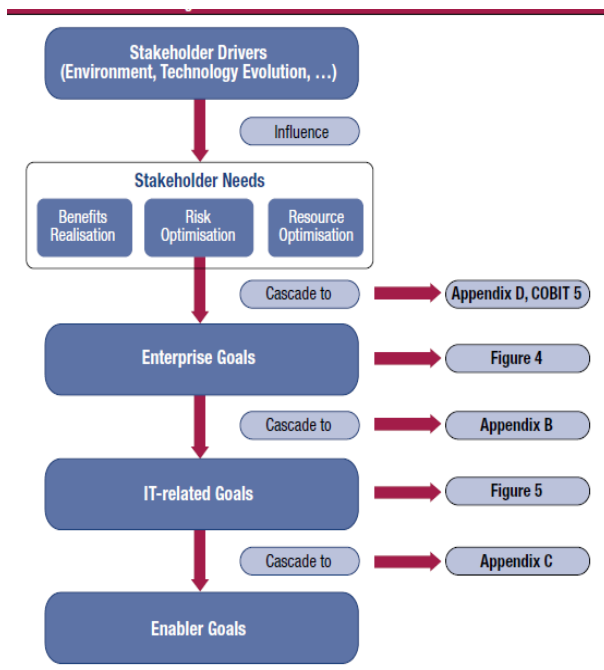 Stakeholder Drivers
(Environment, Technology Evolution, …)
Influence
Stakeholder Needs
Benefits
Realisation
Risk
Optimisation
Resource
Optimisation
Cascade to
Appendix D, COBIT 5
Enterprise Goals
Figure 4
Cascade to
Appendix B
IT-related Goals
Figure 5
Cascade to
Appendix C
Enabler Goals